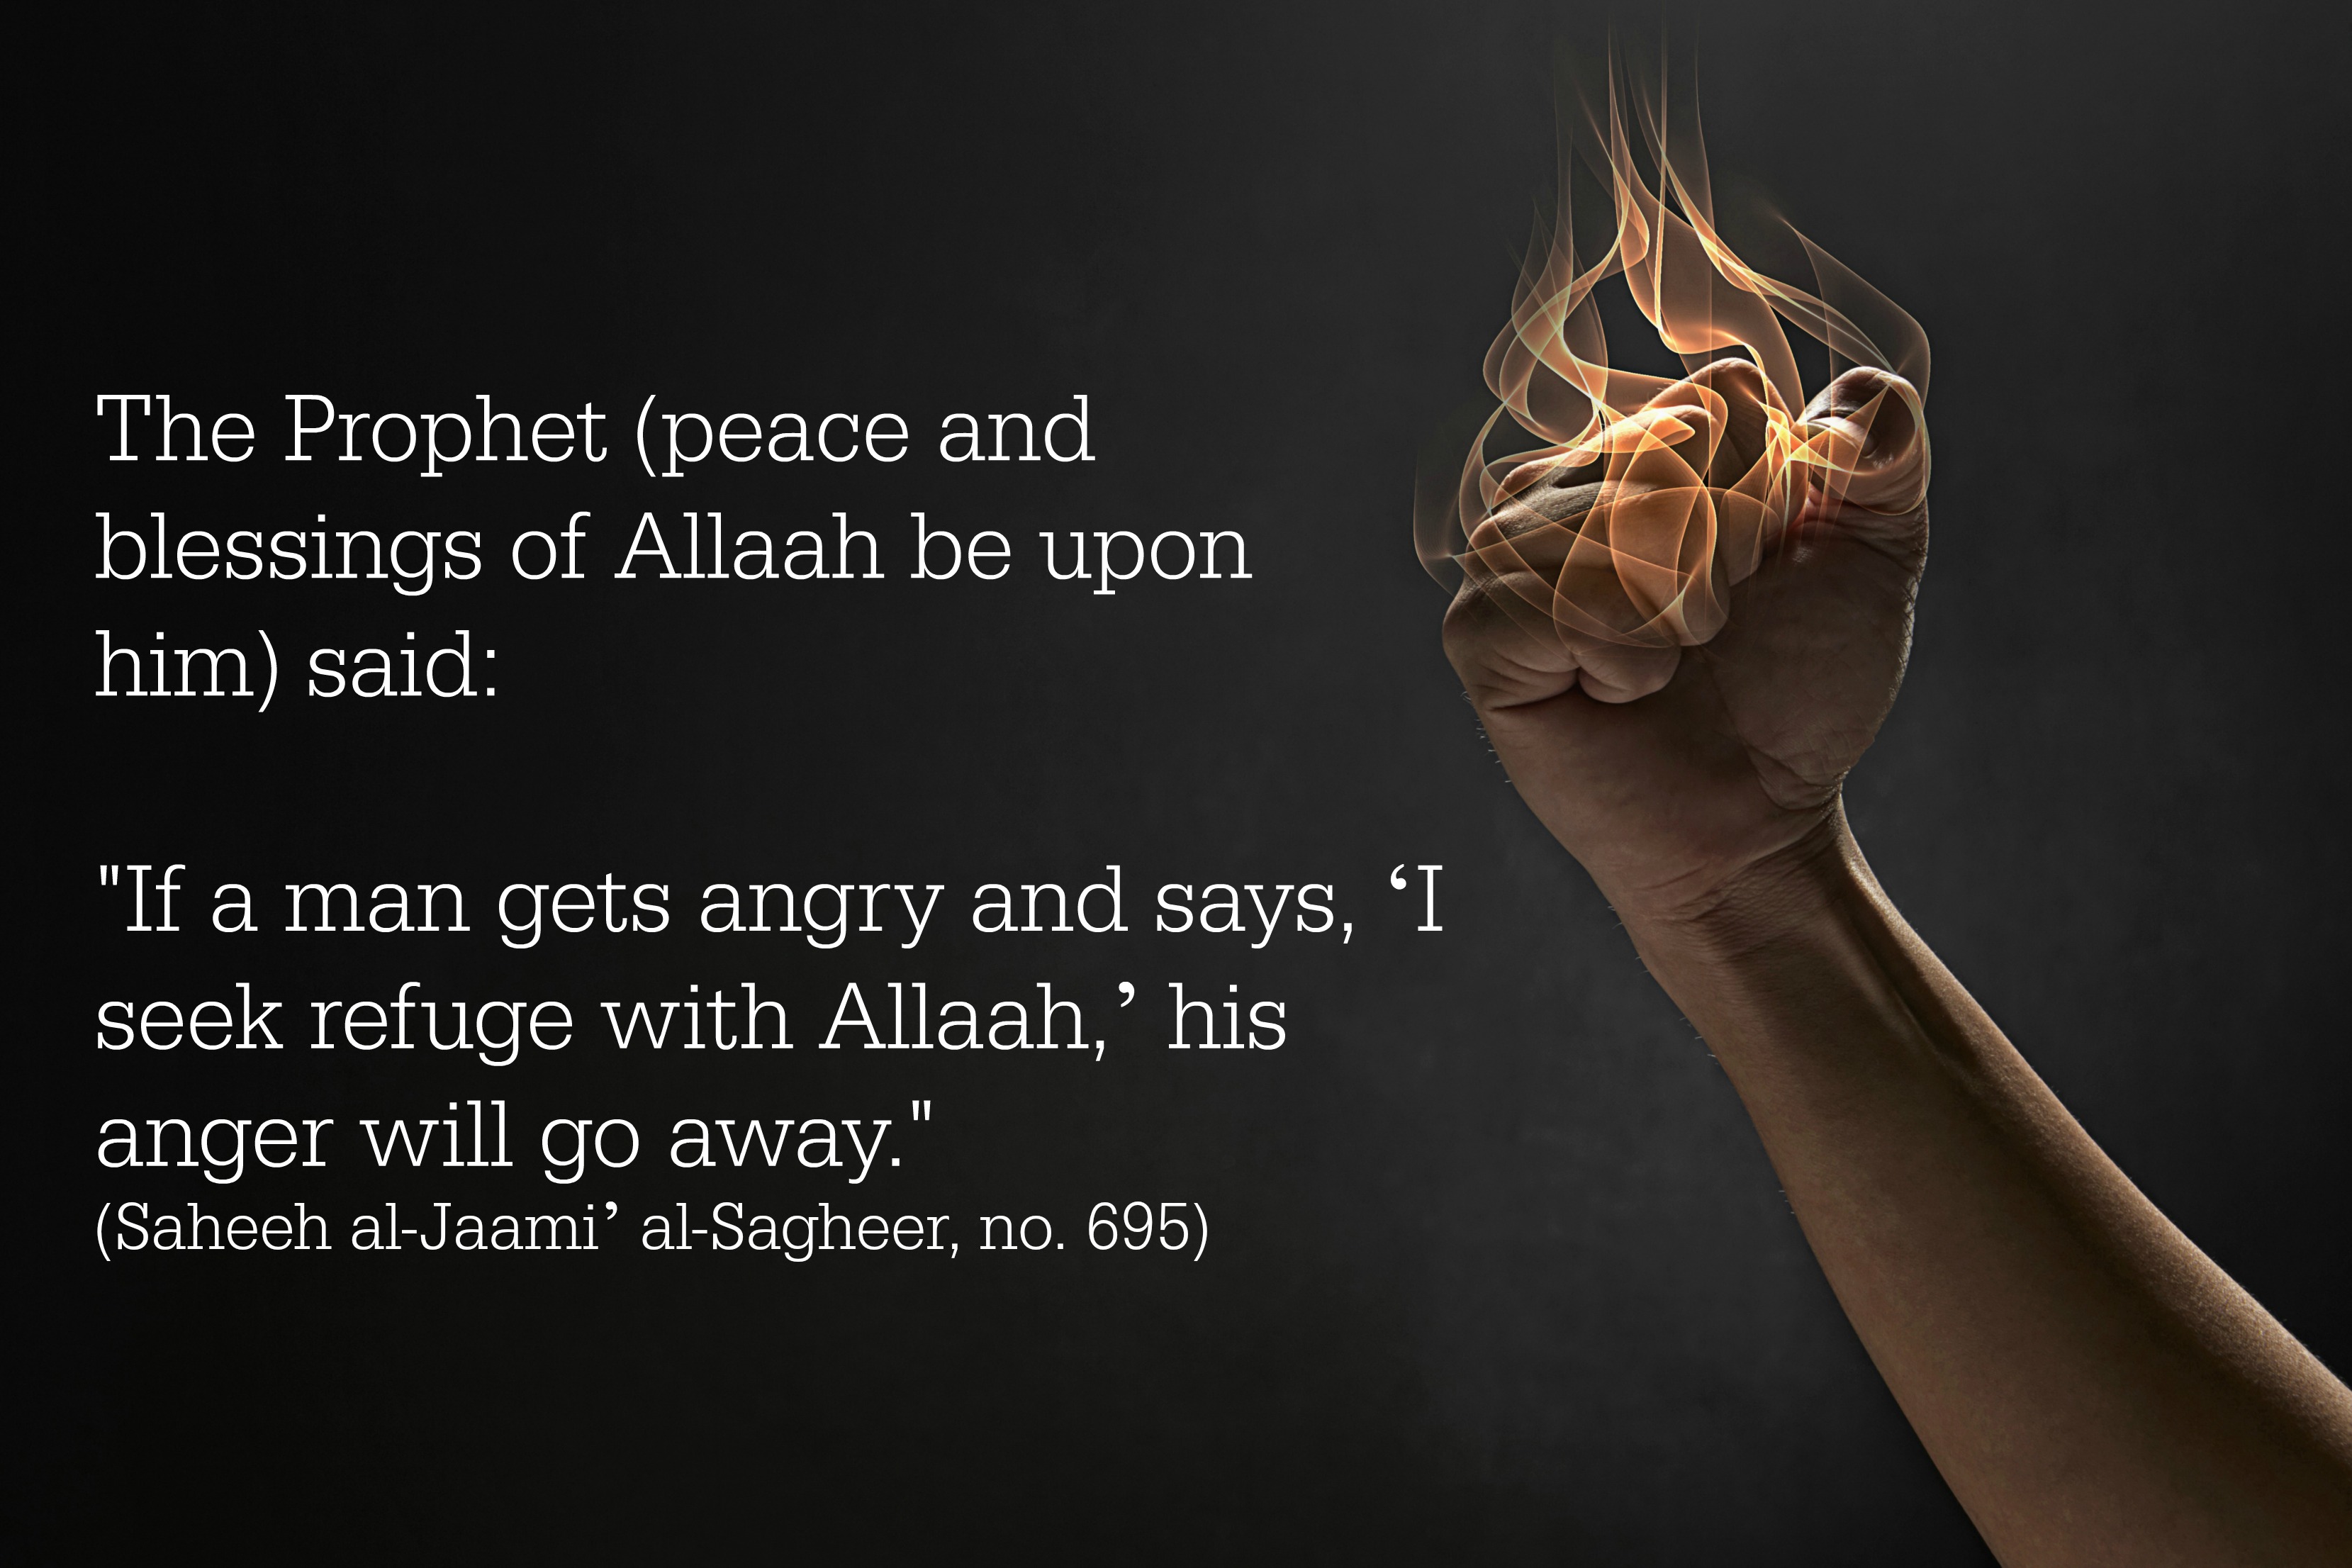 The Prophet (peace and
blessings of Allaah be upon
him) said:
"If a man gets angry and says, ‘I
seek refuge with Allaah,’ his
anger will go away."
(Saheeh al-Jaami’ al-Sagheer, no. 695)